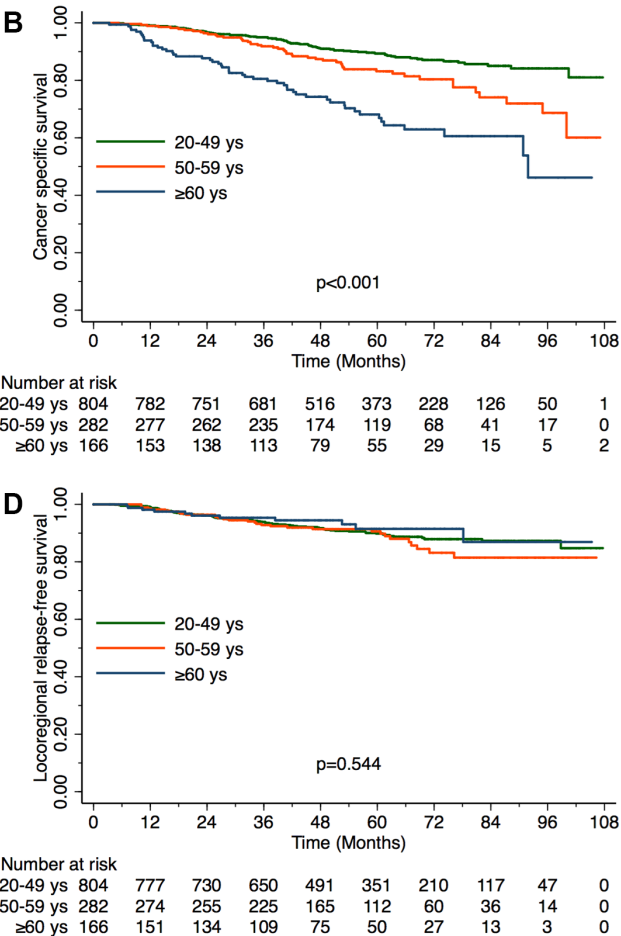 B
Cancer specific survival
1.00
0.80
0.60
0.40
0.20
0.00
20-49 ys
50-59 ys
≥60 ys
p<0.001
0 12 24 36 48 60 72 84 96 108
Time (Months)
Number at risk
20-49 ys 804 782 751 681 516 373 228 126 50 1
50-59 ys 282 277 262 235 174 119 68 41 17 0
≥60 ys 166 153 138 113 79 55 29 15 5 2
D
Locoregional relapse-free survival
1.00
0.80
0.60
0.40
0.20
0.00
20-49 ys
50-59 ys
≥60 ys
p=0.544
0 12 24 36 48 60 72 84 96 108
Time (Months)
Number at risk
20-49 ys 804 777 730 650 491 351 210 117 47 0
50-59 ys 282 274 255 225 165 112 60 36 14 0
≥60 ys 166 151 134 109 75 50 27 13 3 0